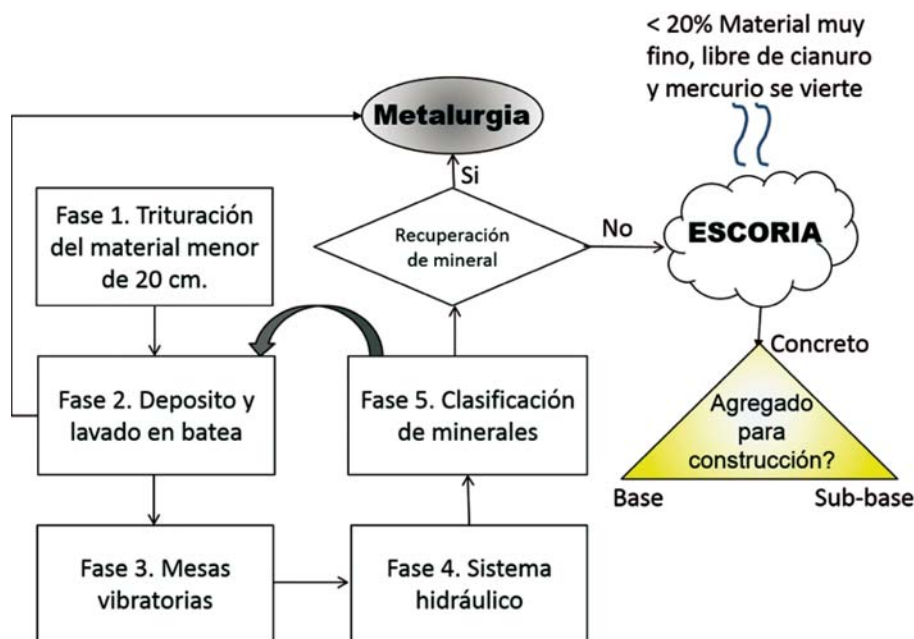 < 20% Material muy
fino, libre de cianuro
y mercurio se vierte
Metalurgia
Si
Fase 1. Trituración
del material menor
de 20 cm.
Recuperación
de mineral
No
ESCORIA
Fase 2. Deposito y
lavado en batea
Fase 5. Clasificación
de minerales
Concreto
Agregado
para
construcción?
Base
Sub-base
Fase 3. Mesas
vibratorias
Fase 4. Sistema
hidráulico